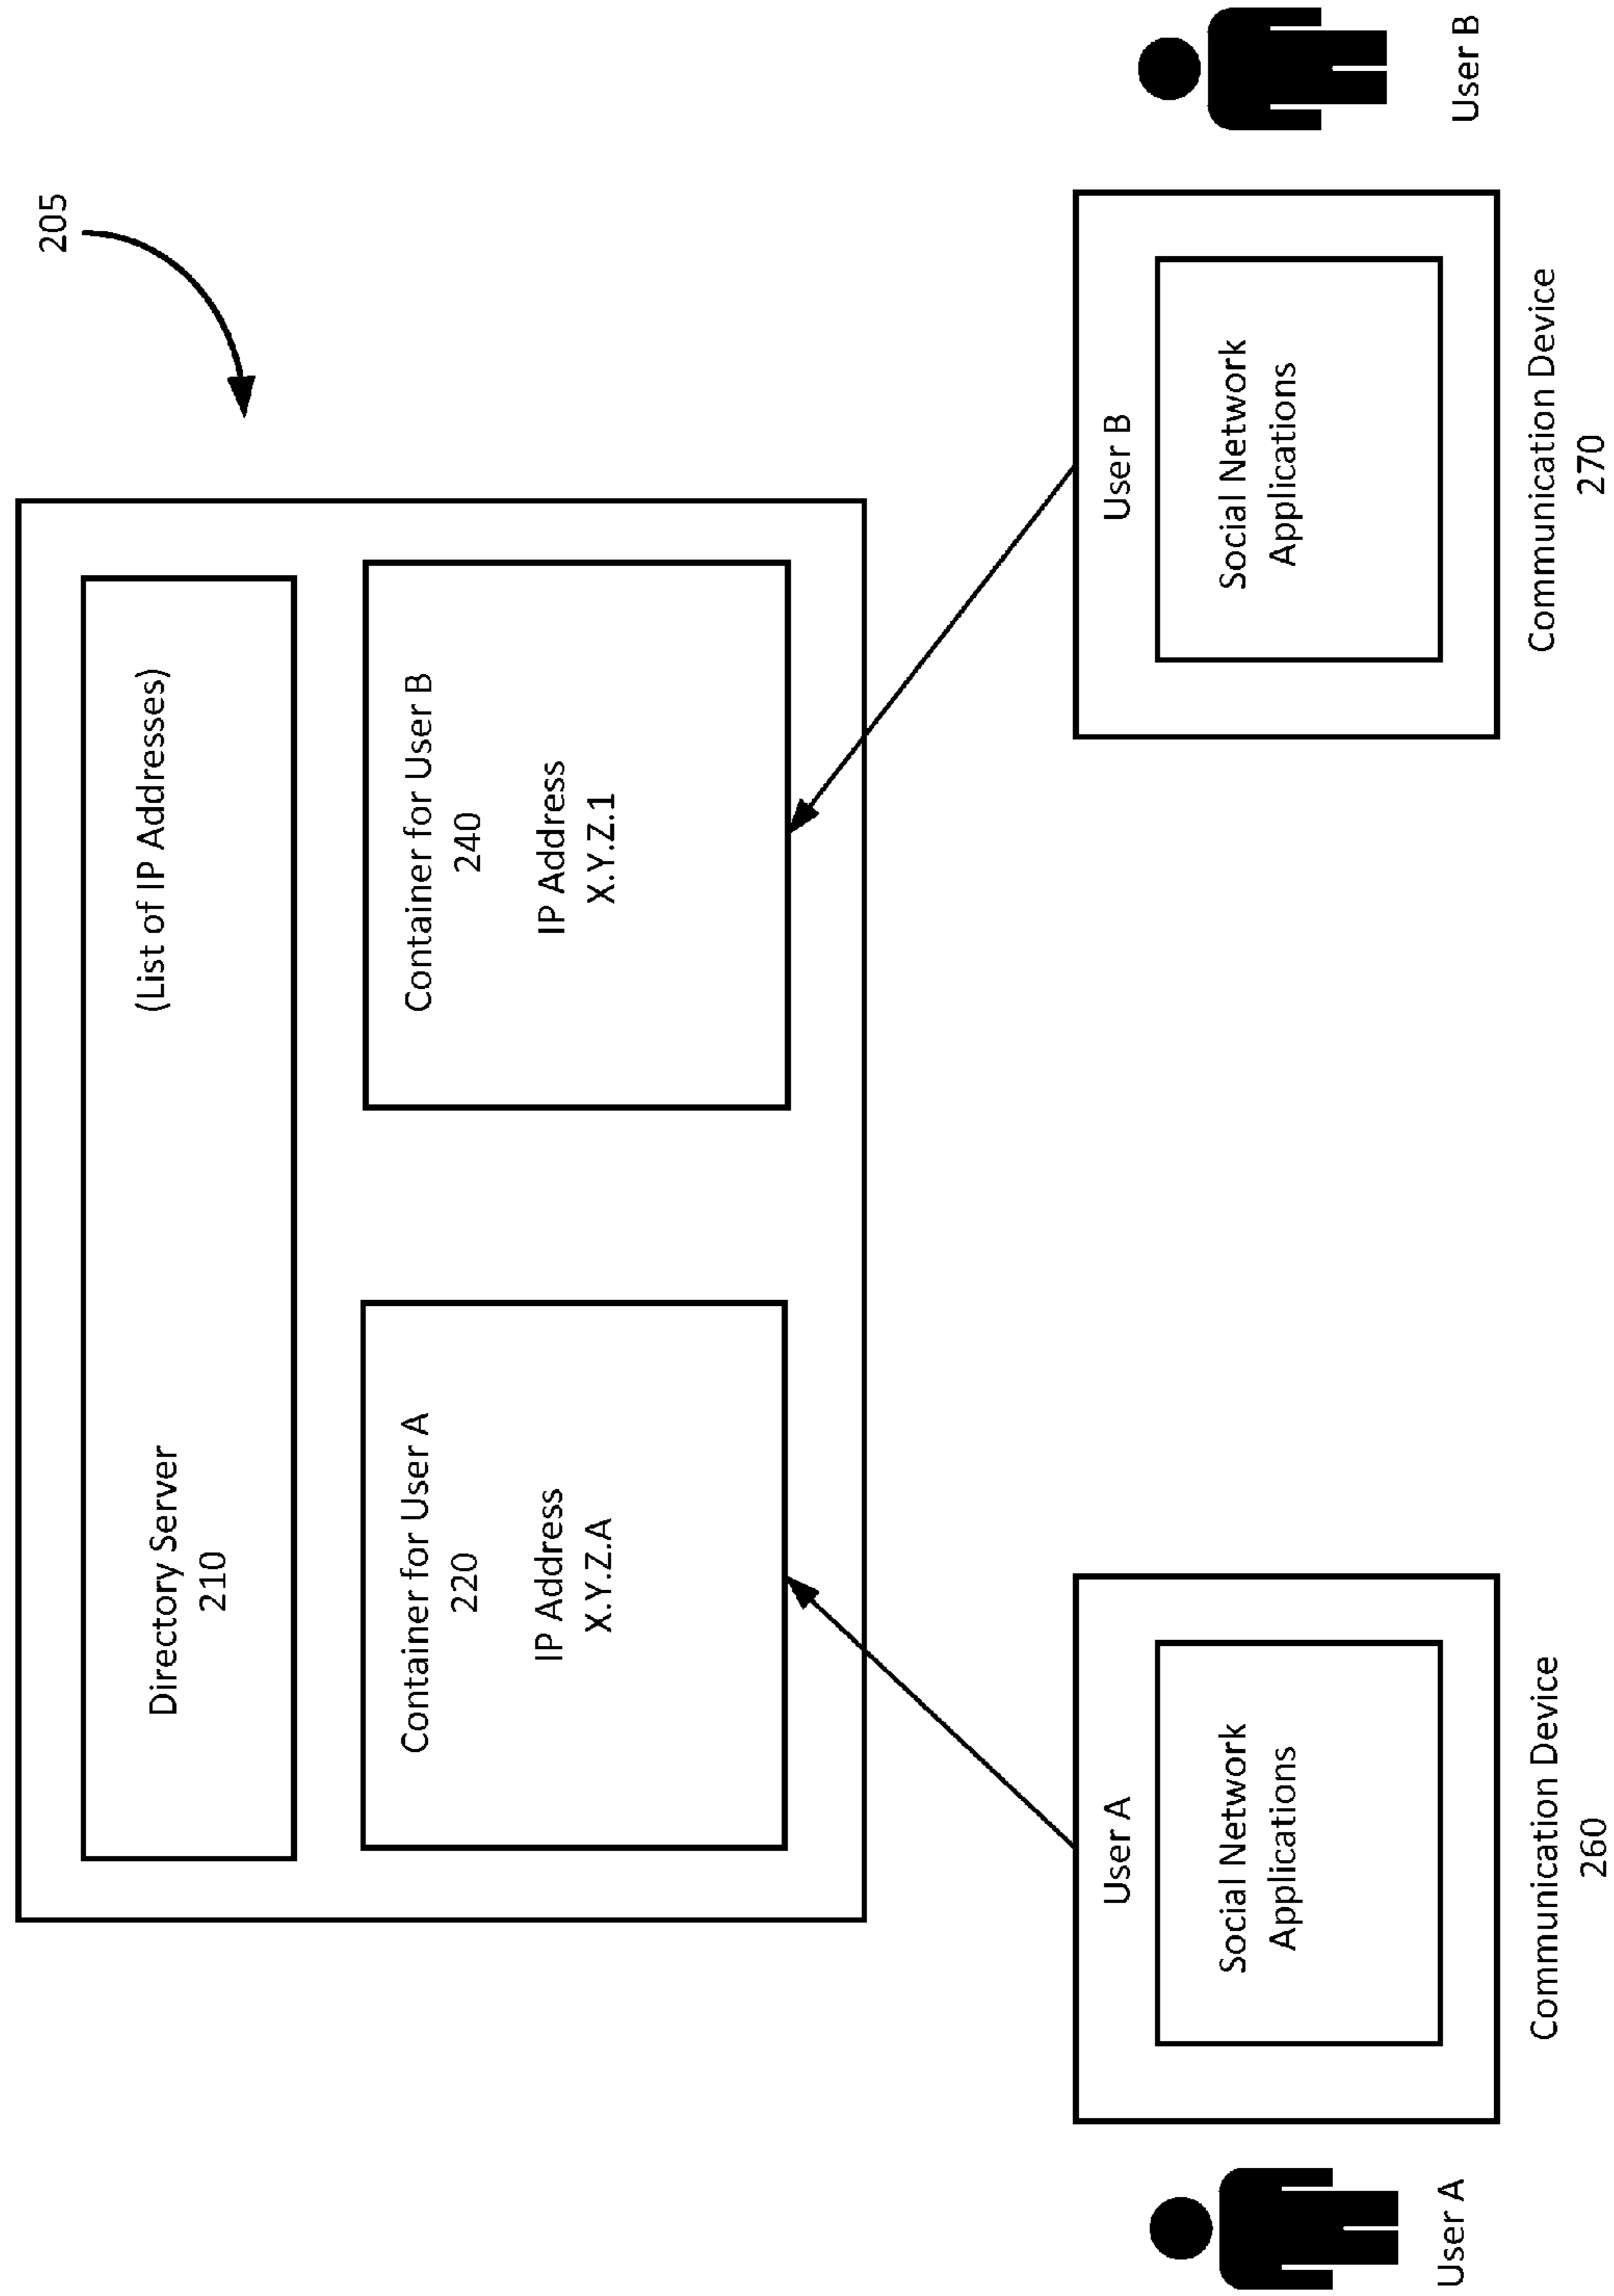 205
Directory Server
210
(List of IP Addresses)
Container for User A
220
IP Address
X.Y.Z.A
Container for User B
240
IP Address
X.Y.Z.1
User A
Social Network
Applications
User B
Social Network
Applications
User A
Communication Device
260
Communication Device
270
User B